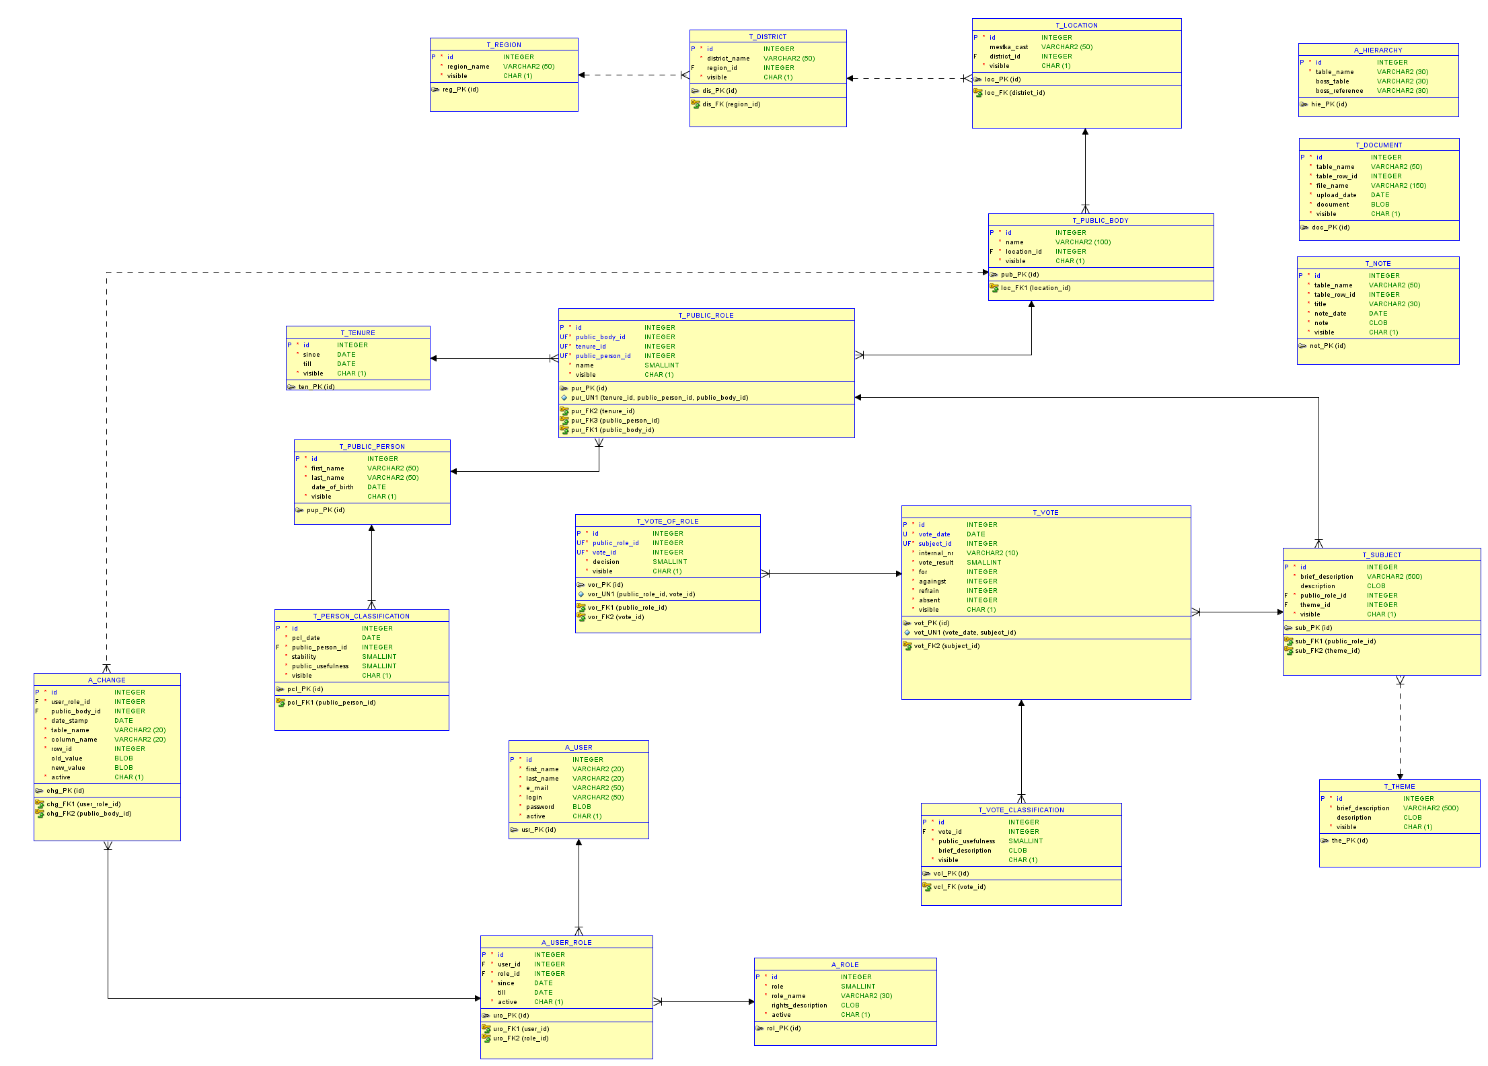 T_REGION
P * id INTEGER
* region_name VARCHAR2 (50)
* visible CHAR (1)
reg_PK (id)
T_DISTRICT
P * id INTEGER
* district_name VARCHAR2 (50)
F region_id INTEGER
* visible CHAR (1)
dis_PK (id)
dis_FK (region_id)
T_LOCATION
P * id INTEGER
mestka_cast VARCHAR2 (50)
F district_id INTEGER
* visible CHAR (1)
loc_PK (id)
loc_FK (district_id)
A_HIERARCHY
P * id INTEGER
* table_name VARCHAR2 (30)
boss_table VARCHAR2 (30)
boss_reference VARCHAR2 (30)
hie_PK (id)
T_DOCUMENT
P * id INTEGER
* table_name VARCHAR2 (50)
* table_row_id INTEGER
* file_name VARCHAR2 (150)
* upload_date DATE
* document BLOB
* visible CHAR (1)
doc_PK (id)
T_PUBLIC_BODY
P * id INTEGER
* name VARCHAR2 (100)
F * location_id INTEGER
* visible CHAR (1)
pub_PK (id)
loc_FK1 (location_id)
T_NOTE
P * id INTEGER
* table_name VARCHAR2 (50)
* table_row_id INTEGER
* title VARCHAR2 (30)
* note_date DATE
* note CLOB
* visible CHAR (1)
not_PK (id)
T_TENURE
P * id INTEGER
* since DATE
till DATE
* visible CHAR (1)
ten_PK (id)
T_PUBLIC_ROLE
P * id INTEGER
UF* public_body_id INTEGER
UF* tenure_id INTEGER
UF* public_person_id INTEGER
* name SMALLINT
* visible CHAR (1)
pur_PK (id)
pur_UN1 (tenure_id, public_person_id, public_body_id)
pur_FK2 (tenure_id)
pur_FK3 (public_person_id)
pur_FK1 (public_body_id)
T_PUBLIC_PERSON
P * id INTEGER
* first_name VARCHAR2 (50)
* last_name VARCHAR2 (50)
date_of_birth DATE
* visible CHAR (1)
pup_PK (id)
T_VOTE_OF_ROLE
P * id INTEGER
UF* public_role_id INTEGER
UF* vote_id INTEGER
* decision SMALLINT
* visible CHAR (1)
vor_PK (id)
vor_UN1 (public_role_id, vote_id)
vor_FK1 (public_role_id)
vor_FK2 (vote_id)
T_VOTE
P * id INTEGER
U * vote_date DATE
UF* subject_id INTEGER
* internal_nr VARCHAR2 (10)
* vote_result SMALLINT
* for INTEGER
* againgst INTEGER
* refrain INTEGER
* absent INTEGER
* visible CHAR (1)
vot_PK (id)
vot_UN1 (vote_date, subject_id)
vot_FK2 (subject_id)
T_SUBJECT
P * id INTEGER
* brief_description VARCHAR2 (500)
description CLOB
F * public_role_id INTEGER
F theme_id INTEGER
* visible CHAR (1)
sub_PK (id)
sub_FK1 (public_role_id)
sub_FK2 (theme_id)
T_PERSON_CLASSIFICATION
P * id INTEGER
* pcl_date DATE
F * public_person_id INTEGER
* stability SMALLINT
* public_usefulness SMALLINT
* visible CHAR (1)
pcl_PK (id)
pcl_FK1 (public_person_id)
A_CHANGE
P * id INTEGER
F * user_role_id INTEGER
F public_body_id INTEGER
* date_stamp DATE
* table_name VARCHAR2 (20)
* column_name VARCHAR2 (20)
* row_id INTEGER
old_value BLOB
new_value BLOB
* active CHAR (1)
chg_PK (id)
chg_FK1 (user_role_id)
chg_FK2 (public_body_id)
A_USER
P * id INTEGER
* first_name VARCHAR2 (20)
* last_name VARCHAR2 (20)
* e_mail VARCHAR2 (50)
* login VARCHAR2 (50)
* password BLOB
* active CHAR (1)
usr_PK (id)
T_VOTE_CLASSIFICATION
P * id INTEGER
F * vote_id INTEGER
* public_usefulness SMALLINT
brief_description CLOB
* visible CHAR (1)
vcl_PK (id)
vcl_FK (vote_id)
T_THEME
P * id INTEGER
* brief_description VARCHAR2 (500)
description CLOB
* visible CHAR (1)
the_PK (id)
A_USER_ROLE
P * id INTEGER
F * user_id INTEGER
F * role_id INTEGER
* since DATE
till DATE
* active CHAR (1)
uro_PK (id)
uro_FK1 (user_id)
uro_FK2 (role_id)
A_ROLE
P * id INTEGER
* role SMALLINT
* role_name VARCHAR2 (30)
rights_description CLOB
* active CHAR (1)
rol_PK (id)